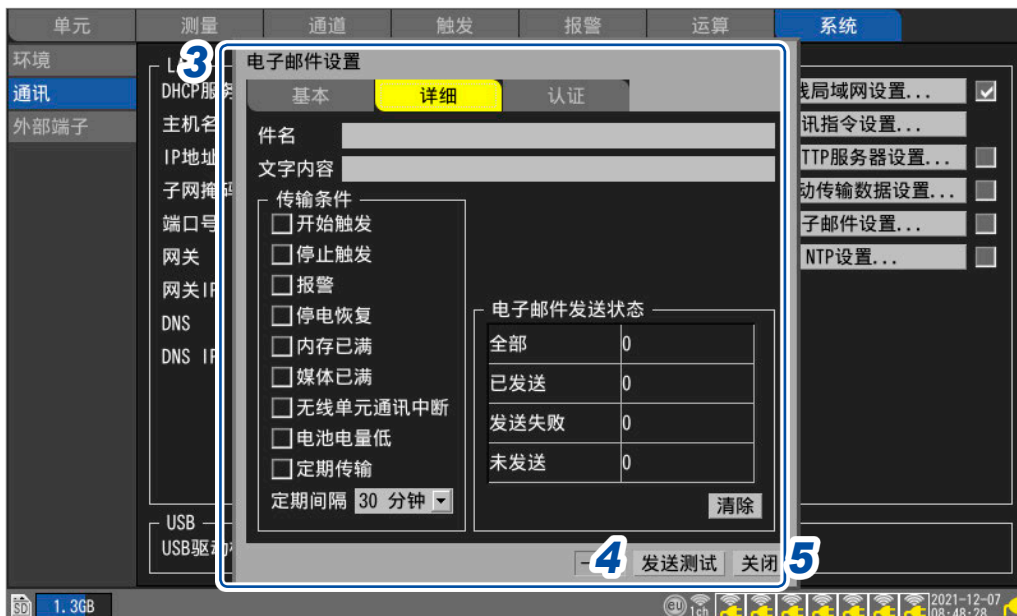 单元 测量 通道 触发 报警 运算 系统
环境
通讯
外部端子
3
DHCP服务
主机名
IP地址
子网掩码
端口号
网关
网关IP
DNS
DNS IP
USB
电子邮件设置
基本 详细 认证
件名
文字内容
传输条件
开始触发
停止触发
报警
停电恢复
内存已满
媒体已满
无线单元通讯中断
电池电量低
定期传输
定期间隔 30 分钟
电子邮件发送状态
全部 0
已发送 0
发送失败 0
未发送 0
清除
4 发送测试 关闭 5
线局域网设置...
讯指令设置...
TTP服务器设置...
动传输数据设置...
子邮件设置...
NTP设置...
SD 1.3GB
eu 1ch
2021-12-07
08:48:28